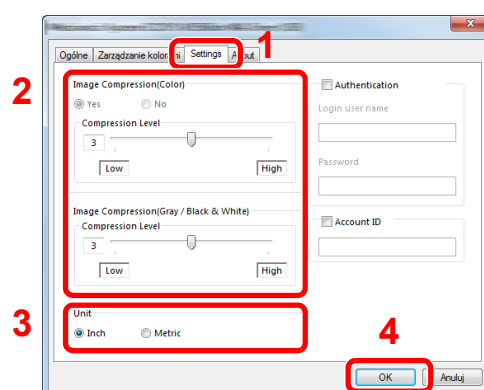 Ogólne Zarządzanie kolorami Settings About
1
2
Image Compression(Color)
Yes No
Compression Level
3
Low High
Image Compression(Gray / Black & White)
Compression Level
3
Low High
Authentication
Login user name
Password
Account ID
3
Unit
Inch Metric
4
OK Anuluj